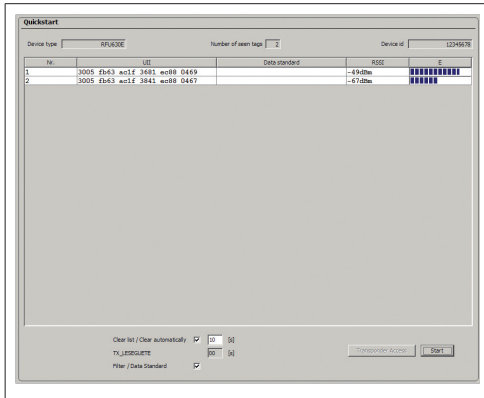 Quickstart
Device type RFU630E Number of seen tags 2 Device id 12345678
Nr. UII Data standard RSSI E
1 3005 fb63 ac1f 3681 ec88 0469 -49dBm
2 3005 fb63 ac1f 3841 ec88 0467 -67dBm
Clear list / Clear automatically 10 [s]
TX_LESEGUETE 00 [s]
Transponder Access Start
Filter / Data Standard